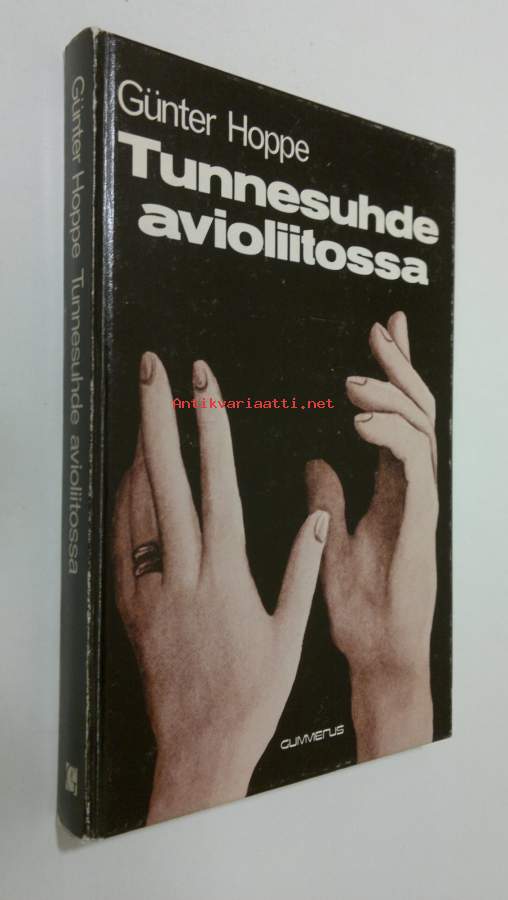 Günter Hoppe
Tunnesuhde
avioliitossa
Antikvariaatti.net
GUMMERUS
Günter Hoppe Tunnesuhde avioliitossa